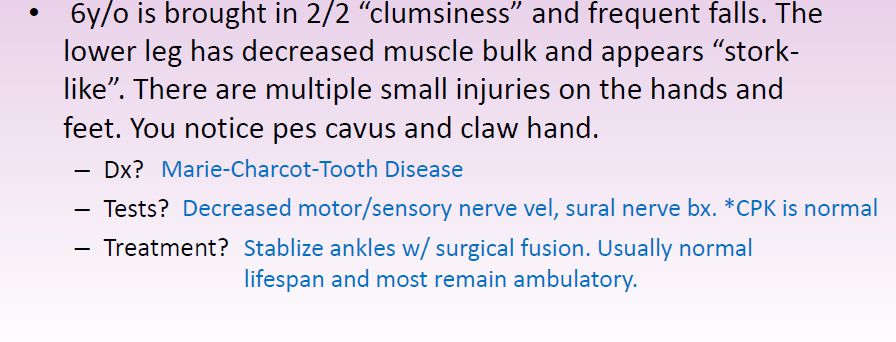 • 6y/o is brought in 2/2 “clumsiness” and frequent falls. The
lower leg has decreased muscle bulk and appears “stork-
like”. There are multiple small injuries on the hands and
feet. You notice pes cavus and claw hand.
– Dx? Marie-Charcot-Tooth Disease
– Tests? Decreased motor/sensory nerve vel, sural nerve bx. *CPK is normal
– Treatment? Stablize ankles w/ surgical fusion. Usually normal
lifespan and most remain ambulatory.